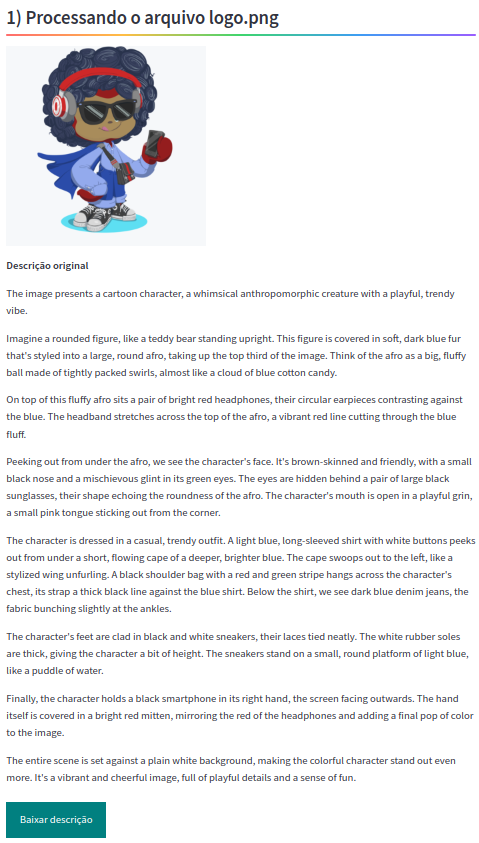 1) Processando o arquivo logo.png
Descrição original
The image presents a cartoon character, a whimsical anthropomorphic creature with a playful, trendy
vibe.
Imagine a rounded figure, like a teddy bear standing upright. This figure is covered in soft, dark blue fur
that's styled into a large, round afro, taking up the top third of the image. Think of the afro as a big, fluffy
ball made of tightly packed swirls, almost like a cloud of blue cotton candy.
On top of this fluffy afro sits a pair of bright red headphones, their circular earpieces contrasting against
the blue. The headband stretches across the top of the afro, a vibrant red line cutting through the blue
fluff.
Peeking out from under the afro, we see the character's face. It's brown-skinned and friendly, with a small
black nose and a mischievous glint in its green eyes. The eyes are hidden behind a pair of large black
sunglasses, their shape echoing the roundness of the afro. The character's mouth is open in a playful grin,
a small pink tongue sticking out from the corner.
The character is dressed in a casual, trendy outfit. A light blue, long-sleeved shirt with white buttons peeks
out from under a short, flowing cape of a deeper, brighter blue. The cape swoops out to the left, like a
stylized wing unfurling. A black shoulder bag with a red and green stripe hangs across the character's
chest, its strap a thick black line against the blue shirt. Below the shirt, we see dark blue denim jeans, the
fabric bunching slightly at the ankles.
The character's feet are clad in black and white sneakers, their laces tied neatly. The white rubber soles
are thick, giving the character a bit of height. The sneakers stand on a small, round platform of light blue,
like a puddle of water.
Finally, the character holds a black smartphone in its right hand, the screen facing outwards. The hand
itself is covered in a bright red mitten, mirroring the red of the headphones and adding a final pop of color
to the image.
The entire scene is set against a plain white background, making the colorful character stand out even
more. It's a vibrant and cheerful image, full of playful details and a sense of fun.
Baixar descrição